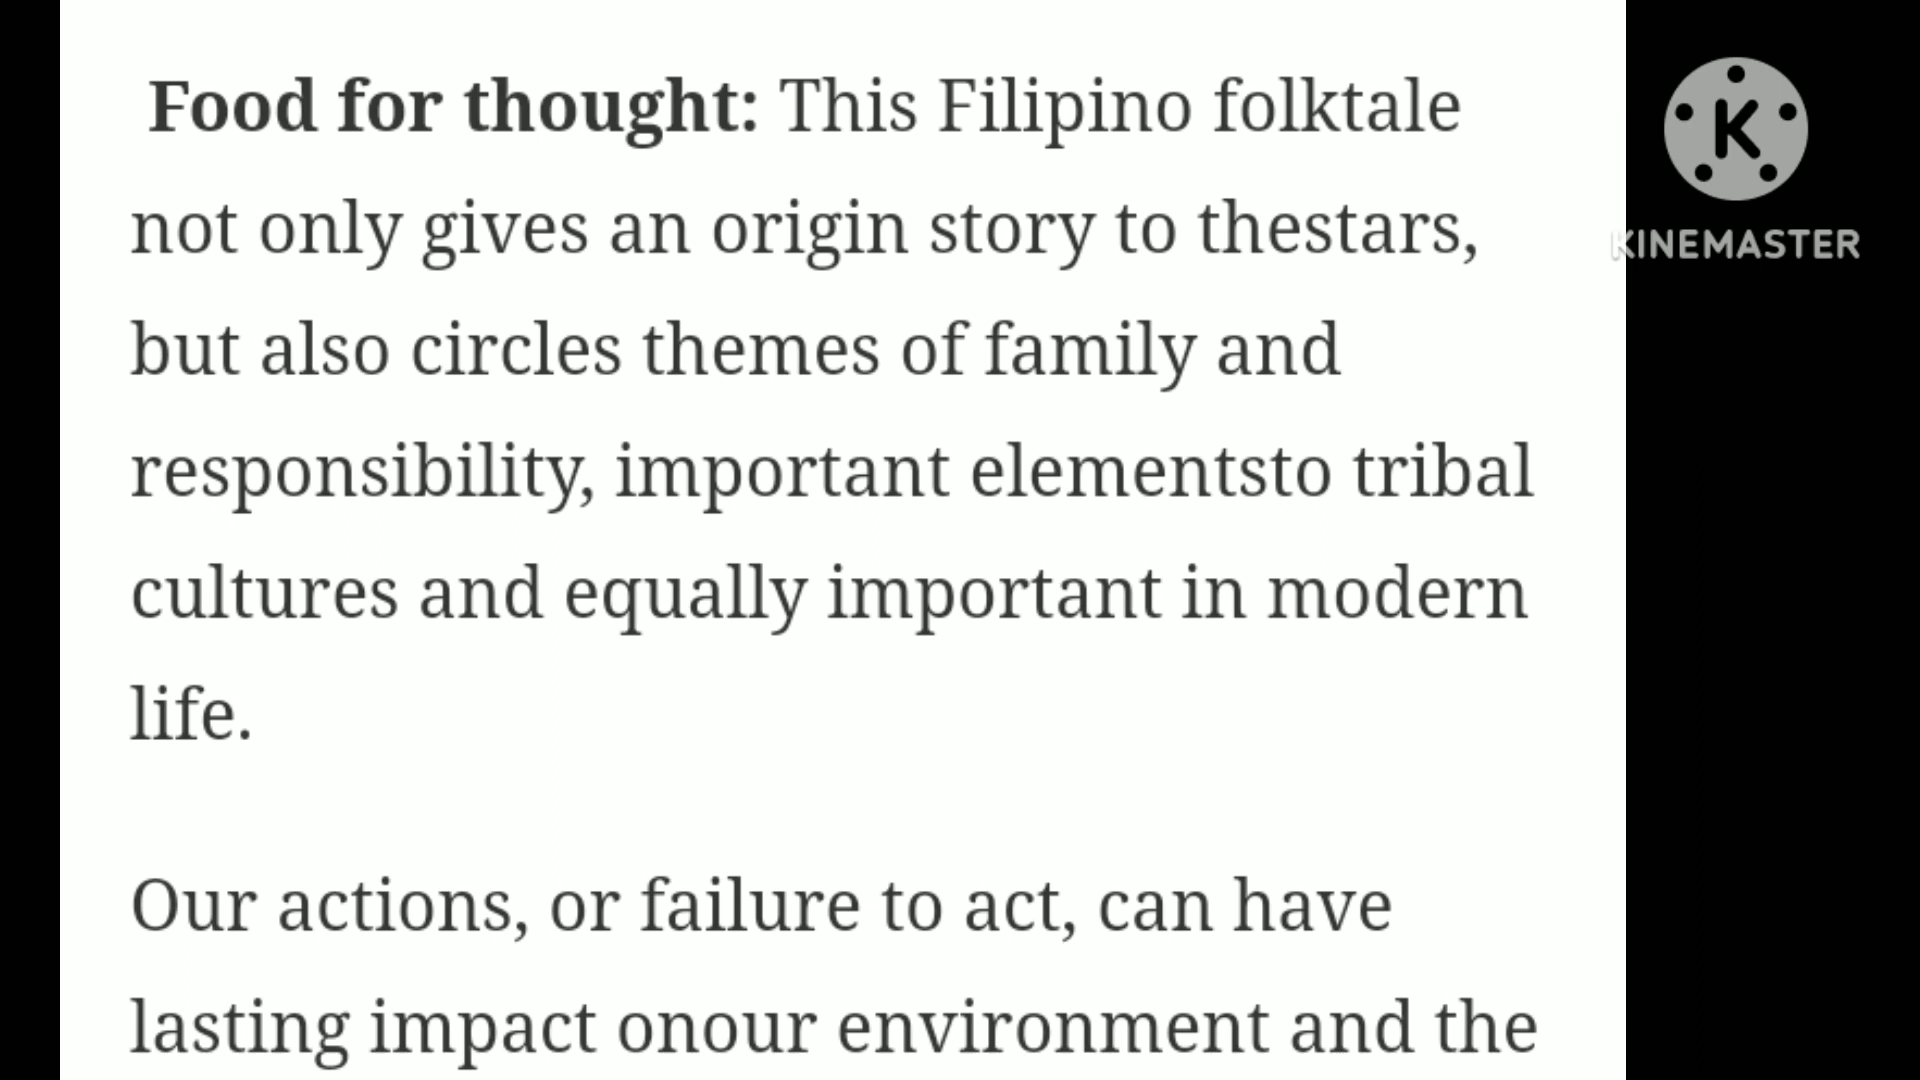 Food for thought: This Filipino folktale
not only gives an origin story to thestars,
but also circles themes of family and
responsibility, important elementsto tribal
cultures and equally important in modern
life.
Our actions, or failure to act, can have
lasting impact onour environment and the
K
KINEMASTER